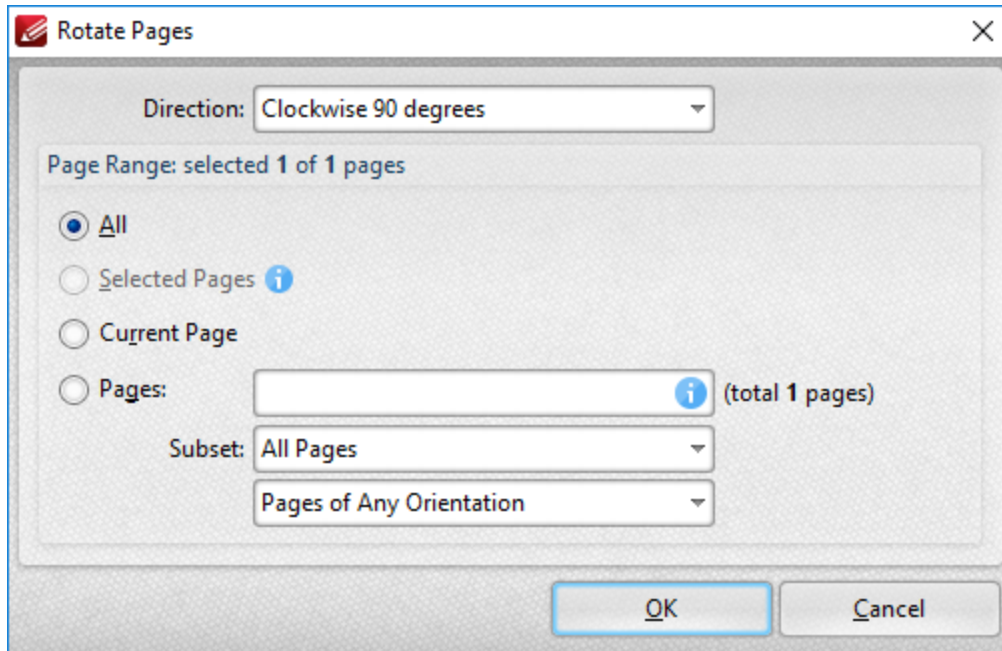 Rotate Pages
Direction: Clockwise 90 degrees
Page Range: selected 1 of 1 pages
All
Selected Pages
Current Page
Pages: (total 1 pages)
Subset: All Pages
Pages of Any Orientation
OK Cancel